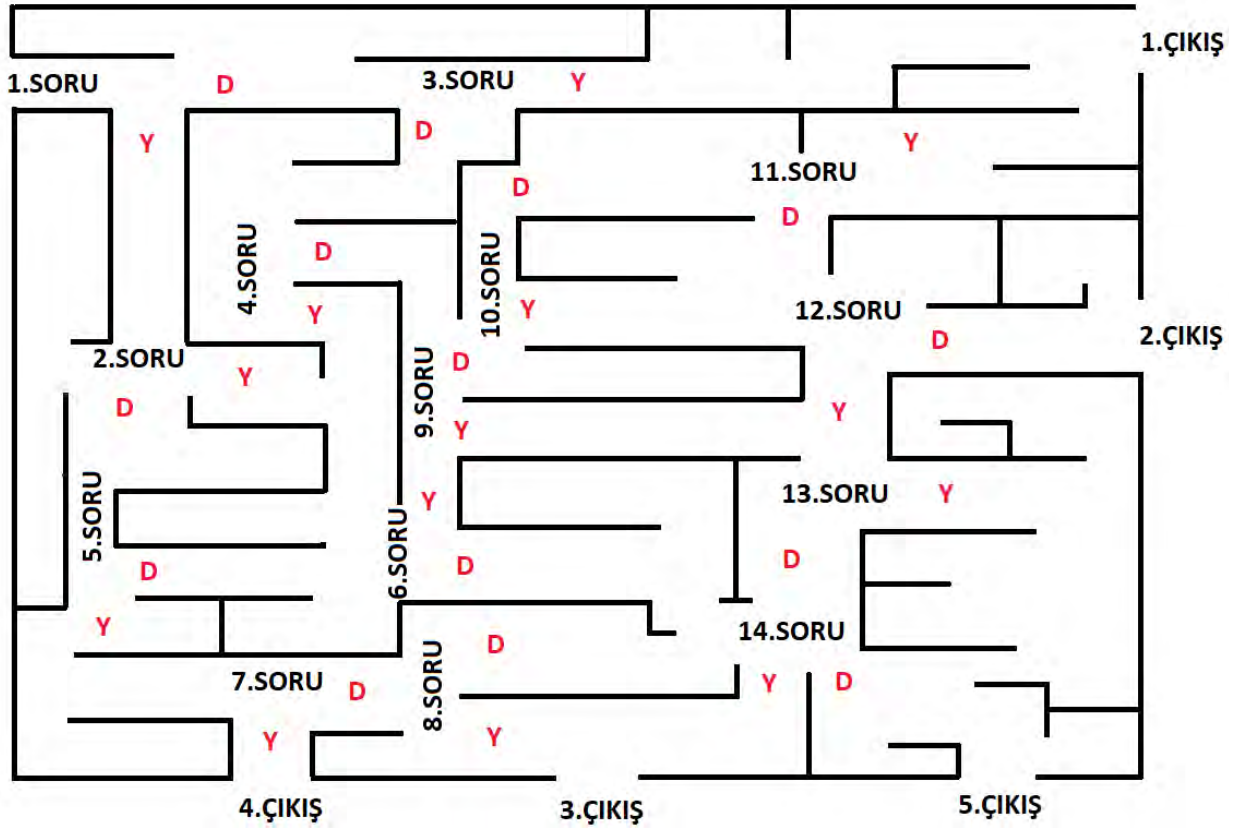 1.ÇIKIŞ
1.SORU
D
3.SORU
Y
Y
D
Y
11.SORU
D
D
4.SORU
D
10.SORU
Y
Y
12.SORU
2.ÇIKIŞ
D
2.SORU
Y
9.SORU
D
D
Y
Y
5.SORU
Y
13.SORU
Y
6.SORU
D
D
D
Y
8.SORU
D
14.SORU
7.SORU
D
Y
D
Y
Y
4.ÇIKIŞ
3.ÇIKIŞ
5.ÇIKIŞ